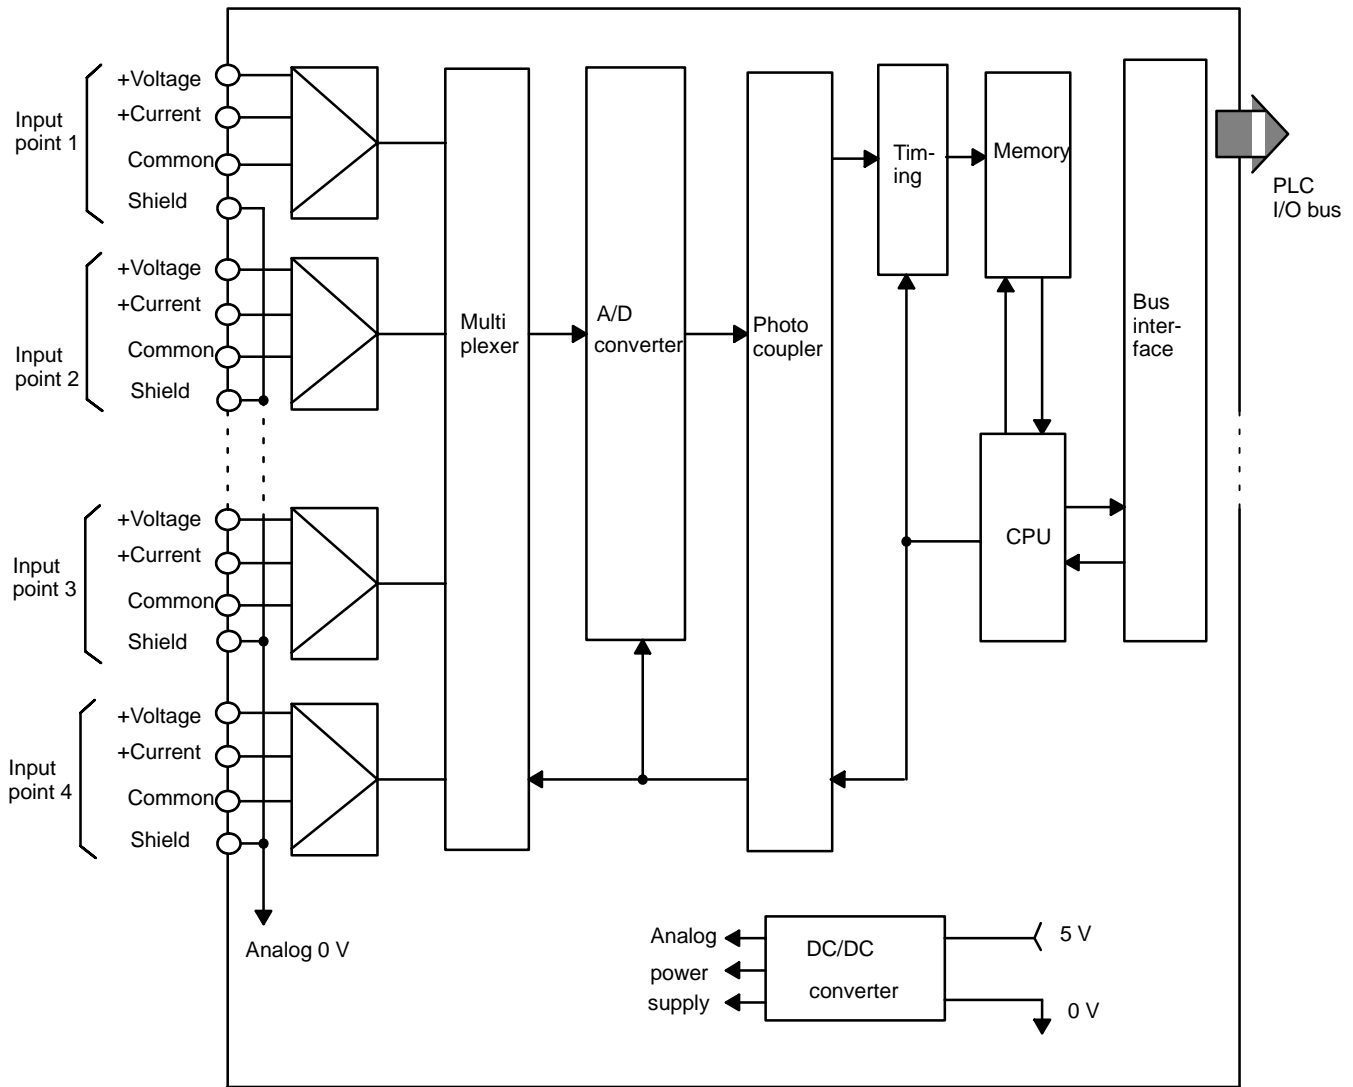 Input
point 1
+Voltage
+Current
Common
Shield
Input
point 2
+Voltage
+Current
Common
Shield
Input
point 3
+Voltage
+Current
Common
Shield
Input
point 4
+Voltage
+Current
Common
Shield
Analog 0 V
Multi
plexer
A/D
converter
Photo
coupler
Tim-
ing
Memory
CPU
Bus
inter-
face
PLC
I/O bus
Analog
power
supply
DC/DC
converter
5 V
0 V